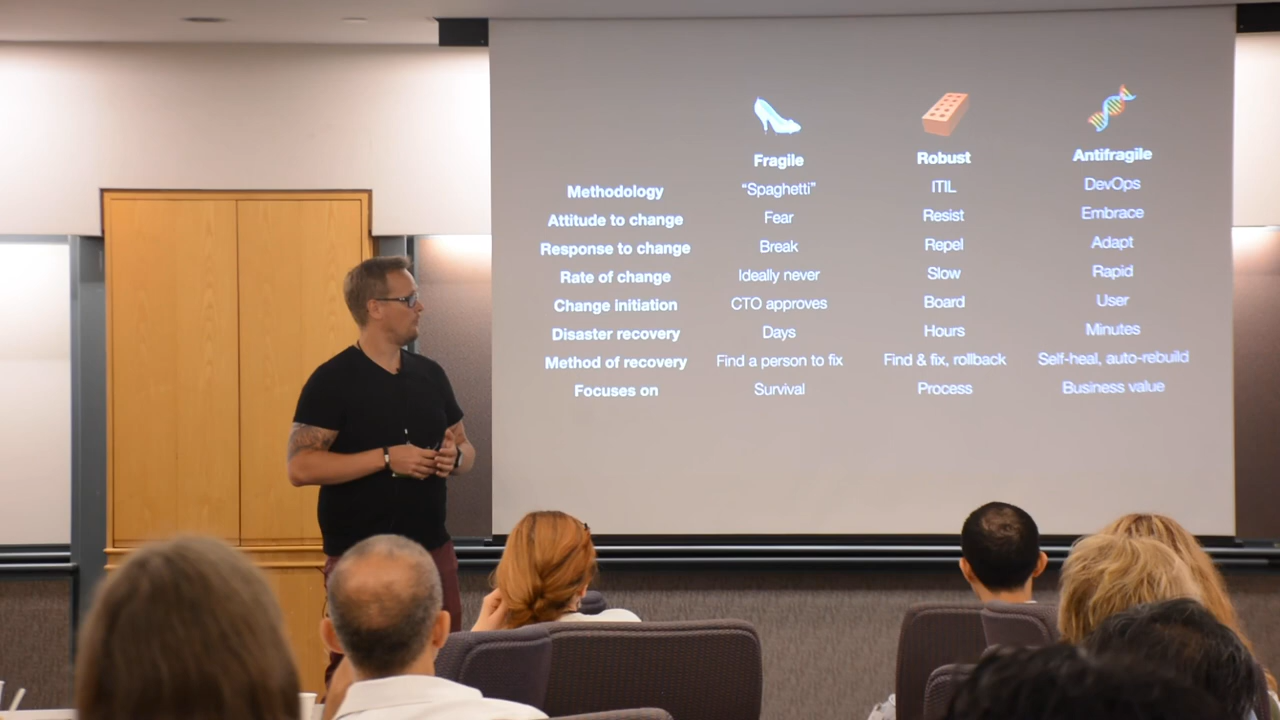 Fragile Robust Antifragile
Methodology “Spaghetti” ITIL DevOps
Attitude to change Fear Resist Embrace
Response to change Break Repel Adapt
Rate of change Ideally never Slow Rapid
Change initiation CTO approves Board User
Disaster recovery Days Hours Minutes
Method of recovery Find a person to fix Find & fix, rollback Self-heal, auto-rebuild
Focuses on Survival Process Business value